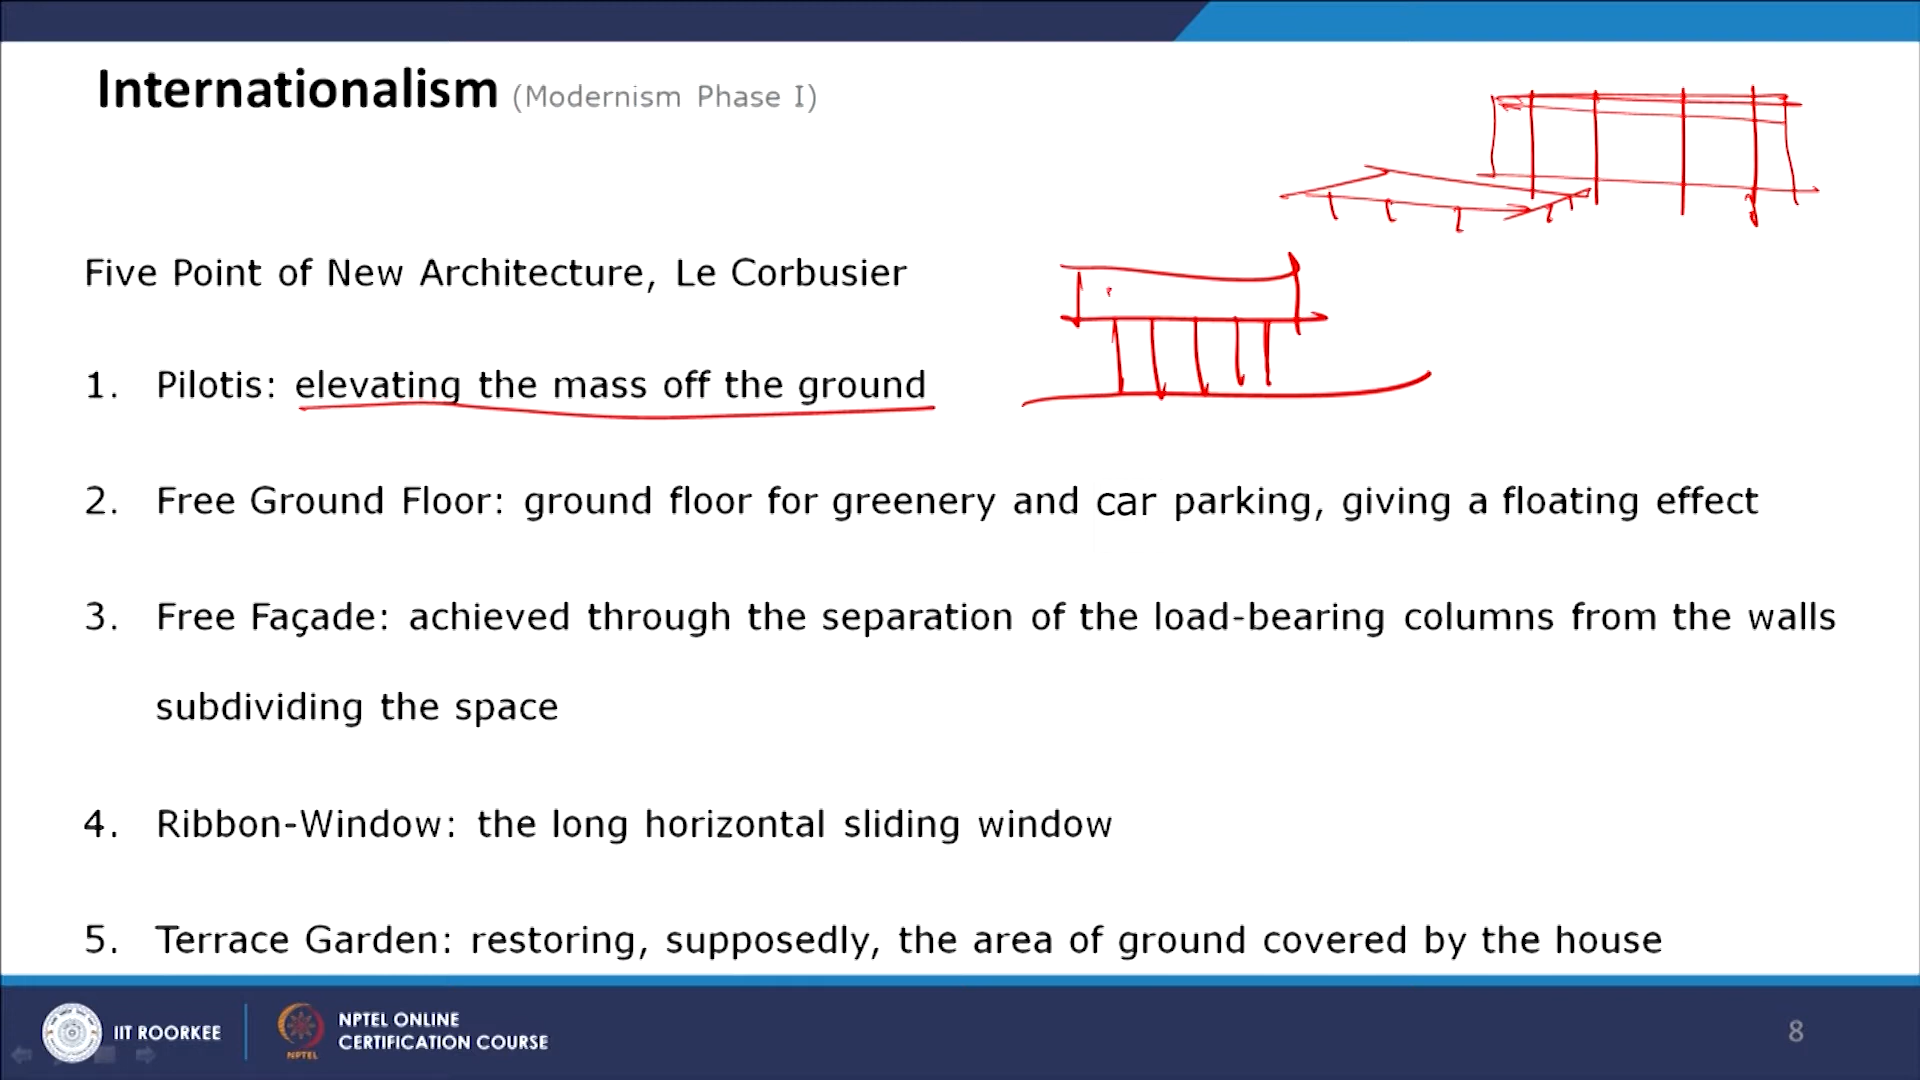 Internationalism (Modernism Phase I)
Five Point of New Architecture, Le Corbusier
1. Pilotis: elevating the mass off the ground
2. Free Ground Floor: ground floor for greenery and car parking, giving a floating effect
3. Free Façade: achieved through the separation of the load-bearing columns from the walls
subdividing the space
4. Ribbon-Window: the long horizontal sliding window
5. Terrace Garden: restoring, supposedly, the area of ground covered by the house
IIT ROORKEE
NPTEL
NPTEL ONLINE
CERTIFICATION COURSE
8